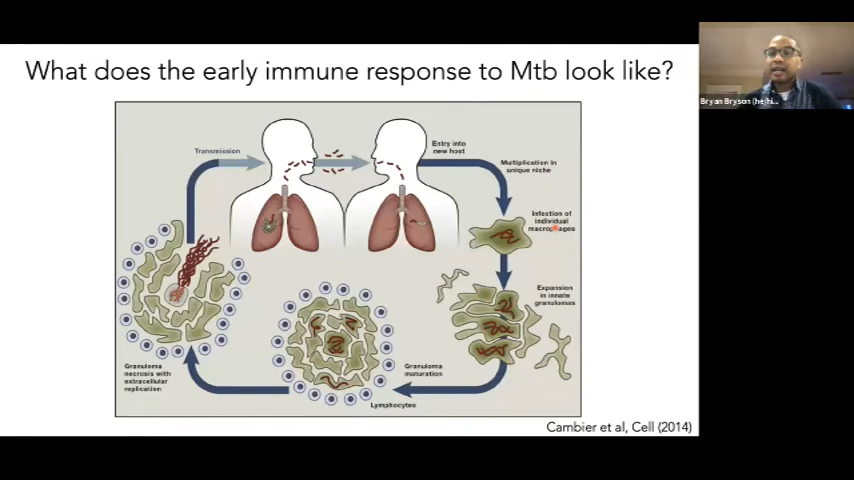 What does the early immune response to Mtb look like?
Bryan Bryson (he/hi...
Transmission
Entry into
new host
Multiplication in
unique niche
Infection of
individual
macrophages
Expansion
in innate
granulomas
Granuloma
maturation
Lymphocytes
Granuloma
necrosis with
extracellular
replication
Cambier et al, Cell (2014)